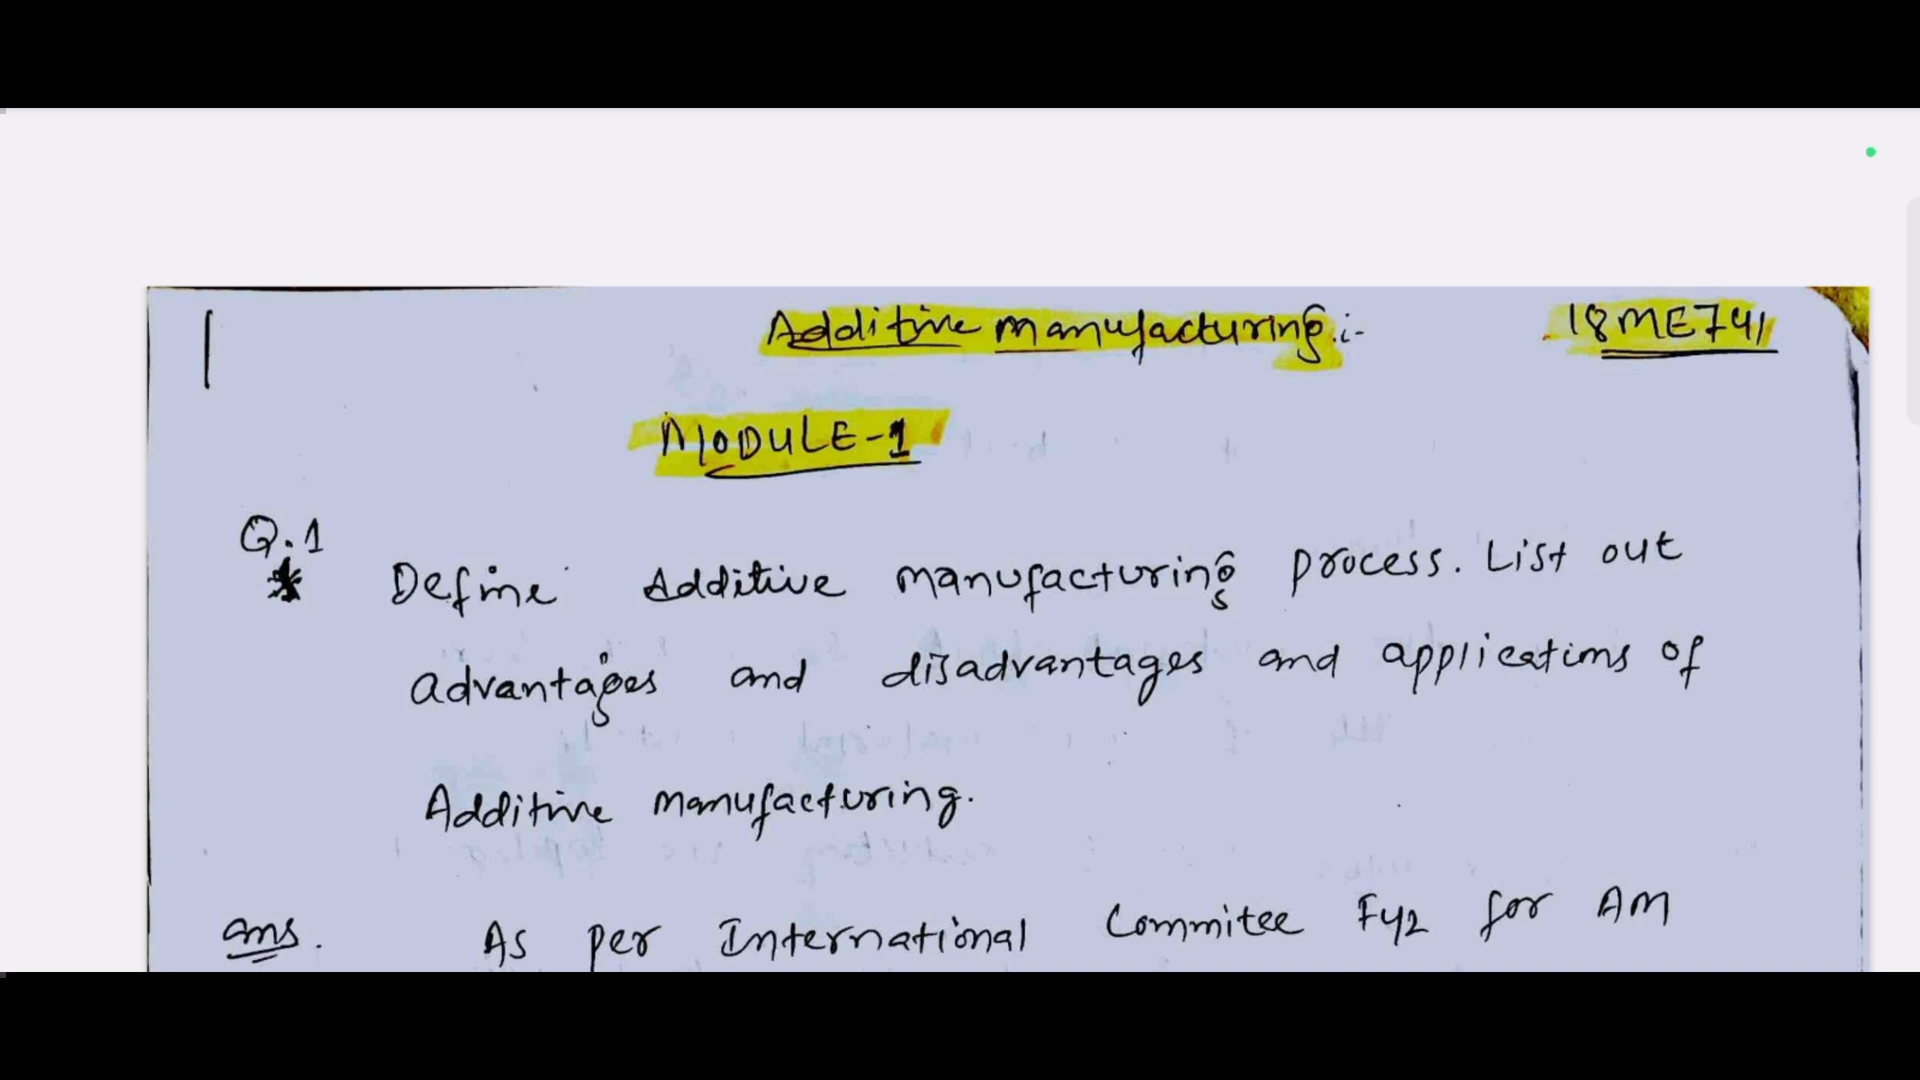 Additive manufacturing:- 18ME741
MODULE-1
Q.1
Define Additive manufacturing process. List out
advantages and disadvantages and applications of
Additive manufacturing.
Ans. As per International Commitee F42 for AM